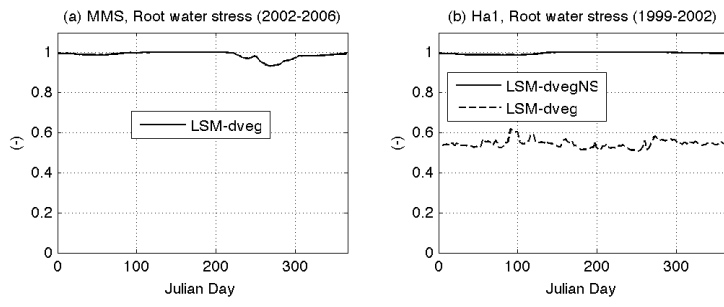 (a) MMS, Root water stress (2002-2006)
1
0.8
0.6
0.4
0.2
0
(-)
LSM-dveg
0 100 200 300
Julian Day
(b) Ha1, Root water stress (1999-2002)
1
0.8
0.6
0.4
0.2
0
(-)
LSM-dvegNS
LSM-dveg
0 100 200 300
Julian Day